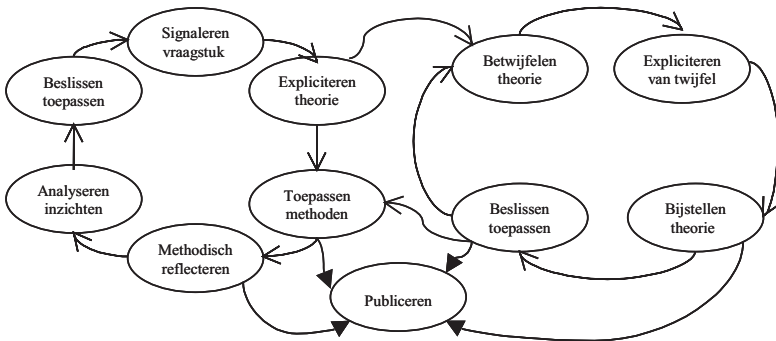 Signaleren
vraagstuk
Beslissen
toepassen
Expliciteren
theorie
Betwijfelen
theorie
Expliciteren
van twijfel
Analyseren
inzichten
Toepassen
methoden
Beslissen
toepassen
Bijstellen
theorie
Methodisch
reflecteren
Publiceren